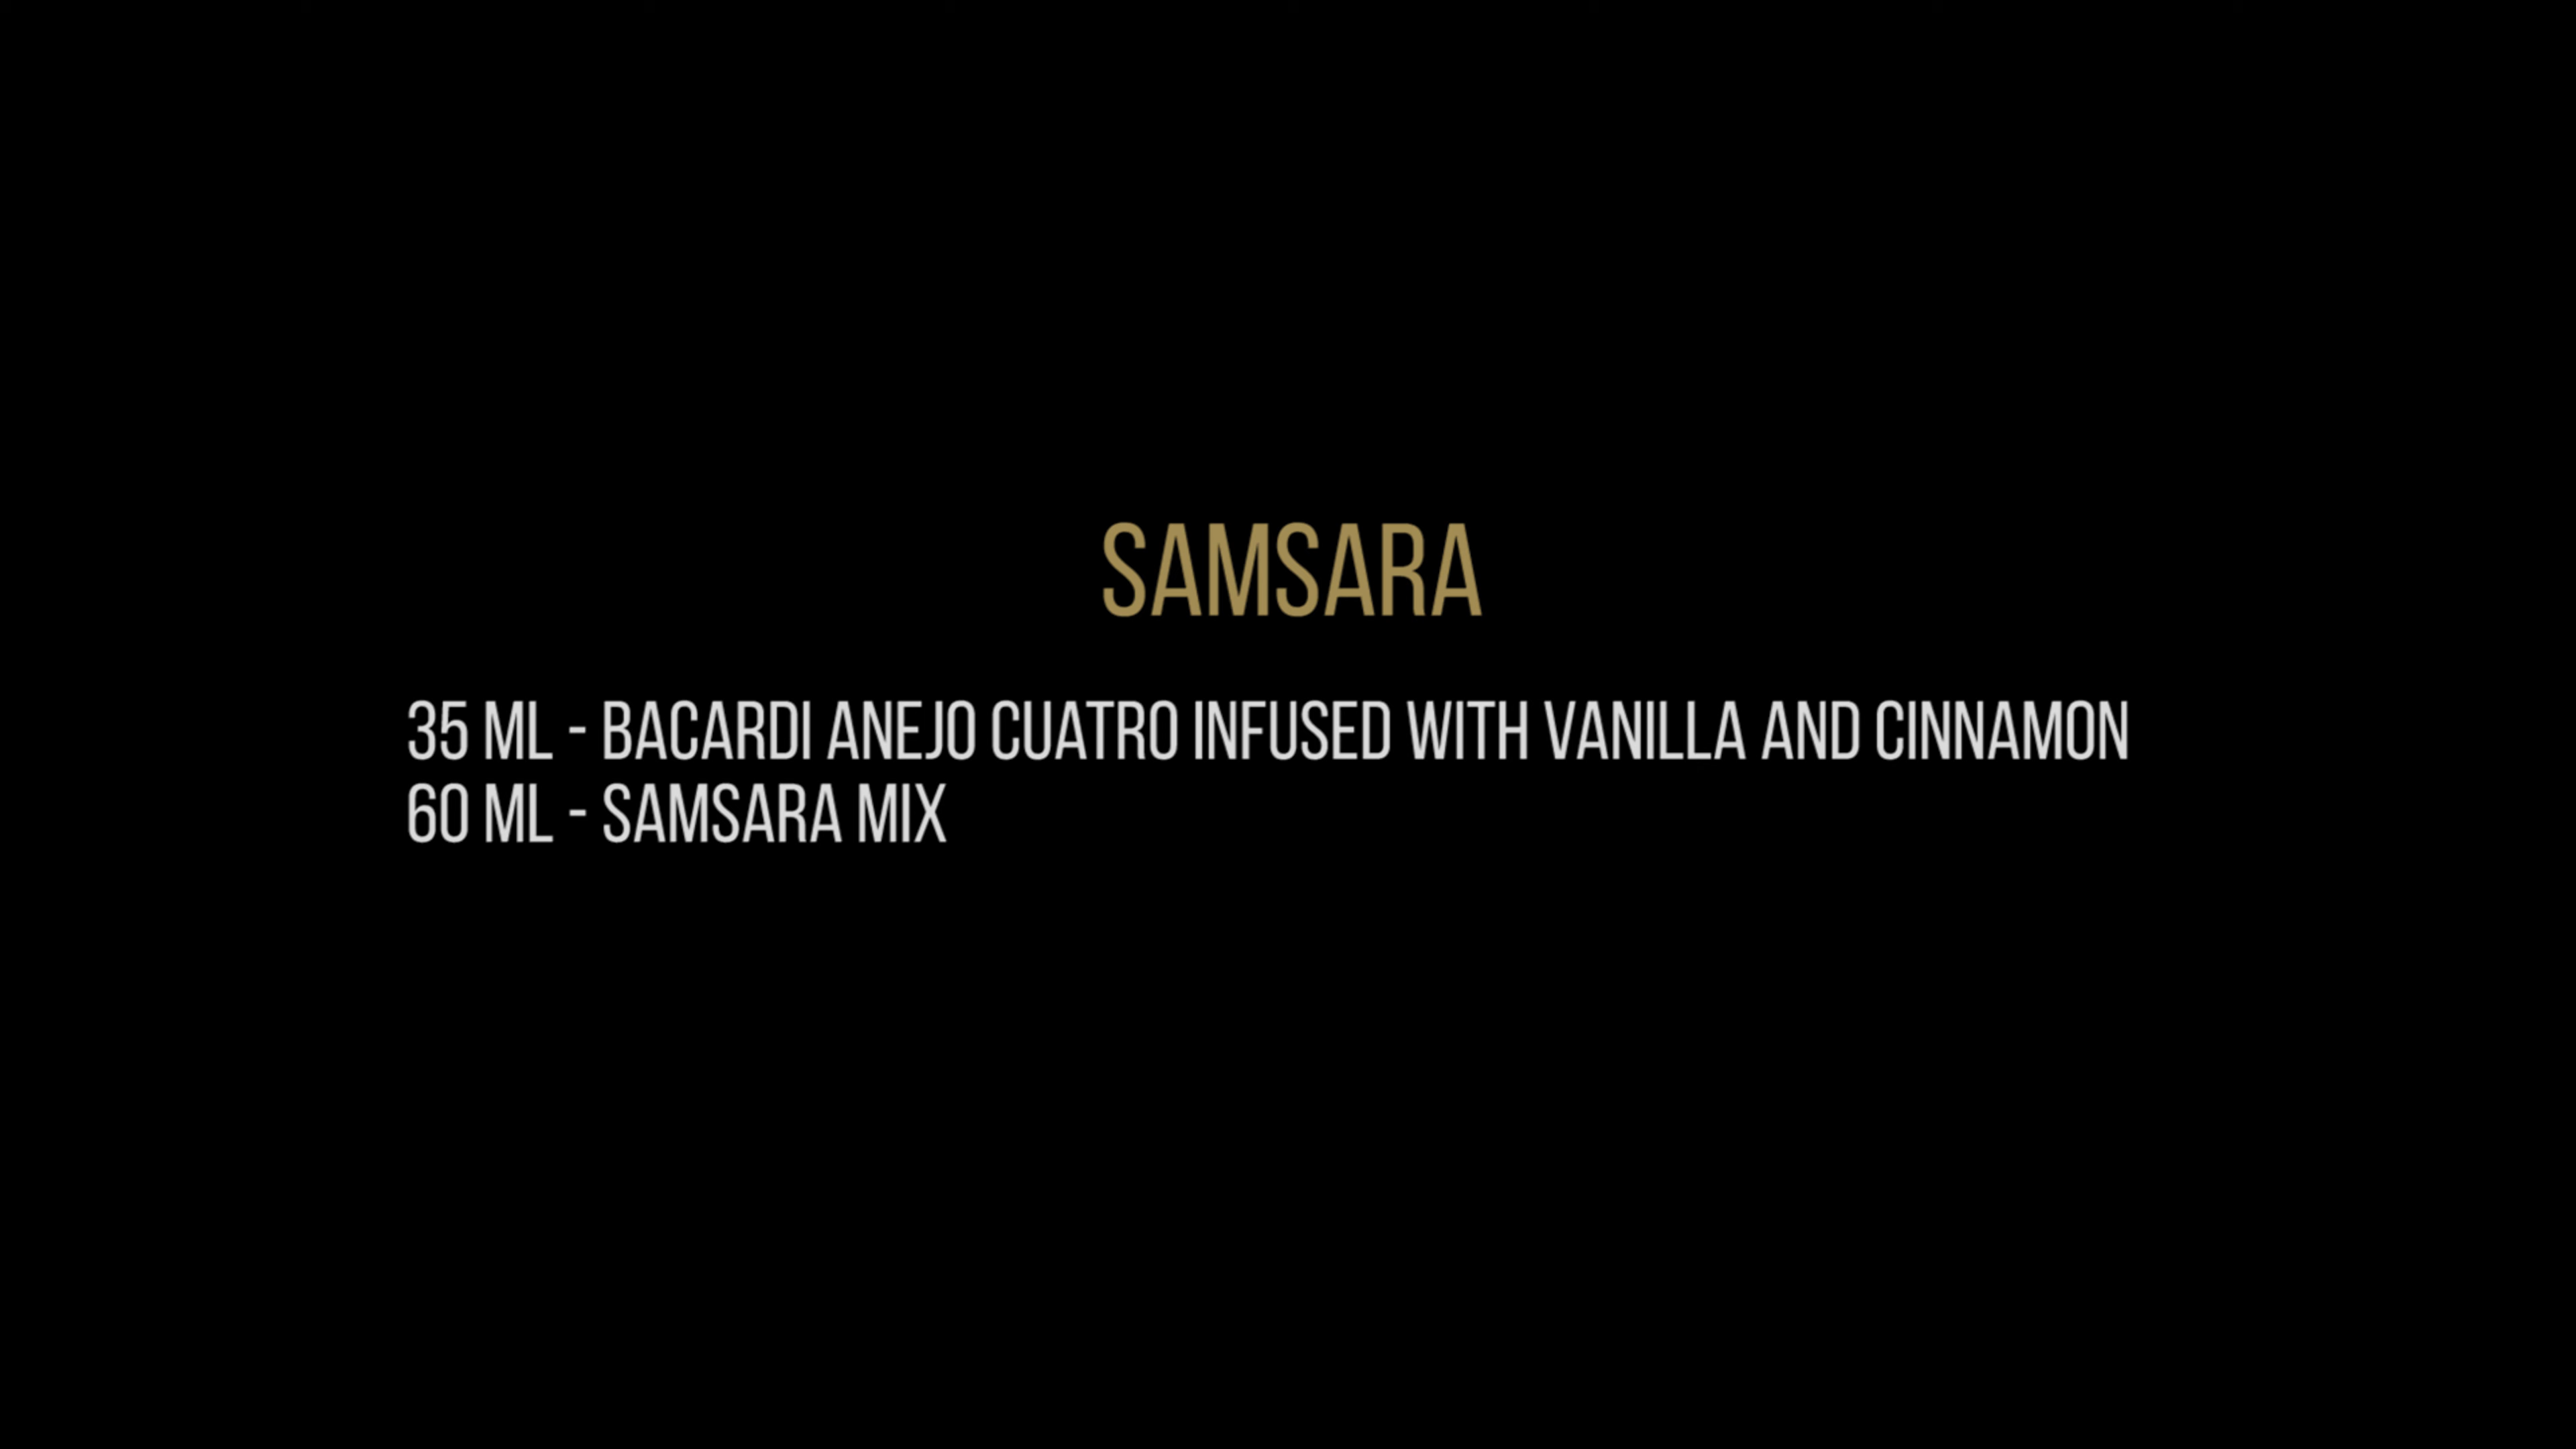 SAMSARA
35 ML - BACARDI ANEJO CUATRO INFUSED WITH VANILLA AND CINNAMON
60 ML - SAMSARA MIX